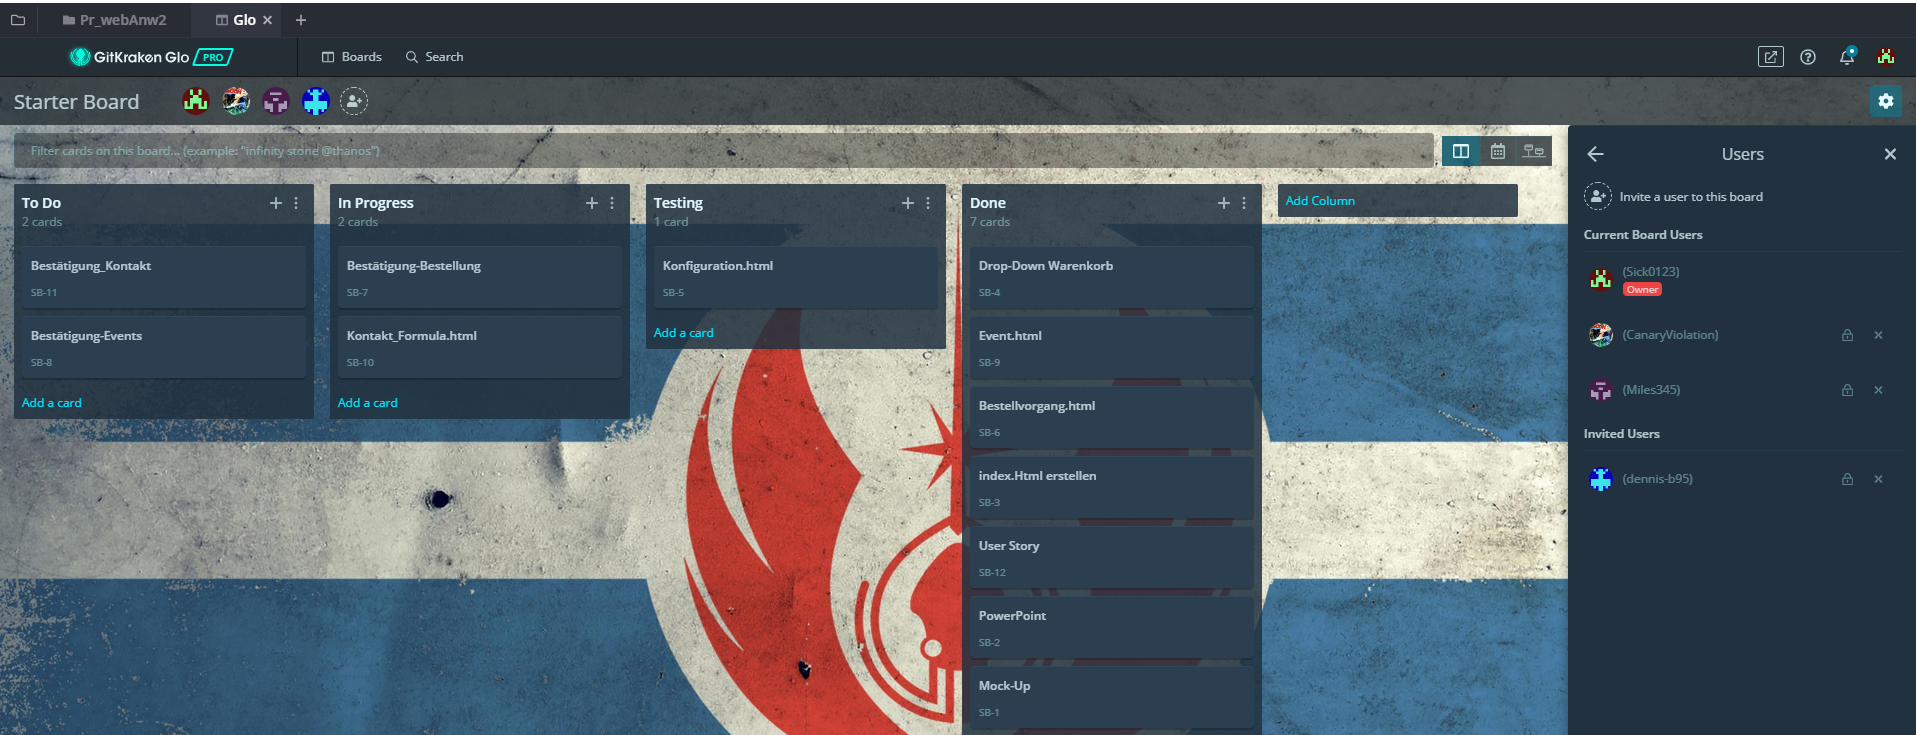 Pr_webAnw2
Glo
GitKraken Glo PRO
Boards
Search
Starter Board
Filter cards on this board... (example: "infinity stone @thanos")
To Do
2 cards
Bestätigung_Kontakt
SB-11
Bestätigung-Events
SB-8
Add a card
In Progress
2 cards
Bestätigung-Bestellung
SB-7
Kontakt_Formula.html
SB-10
Add a card
Testing
1 card
Konfiguration.html
SB-5
Add a card
Done
7 cards
Drop-Down Warenkorb
SB-4
Event.html
SB-9
Bestellvorgang.html
SB-6
index.Html erstellen
SB-3
User Story
SB-12
PowerPoint
SB-2
Mock-Up
SB-1
Add Column
Users
Invite a user to this board
Current Board Users
(Sick0123)
Owner
(CanaryViolation)
(Miles345)
Invited Users
(dennis-b95)